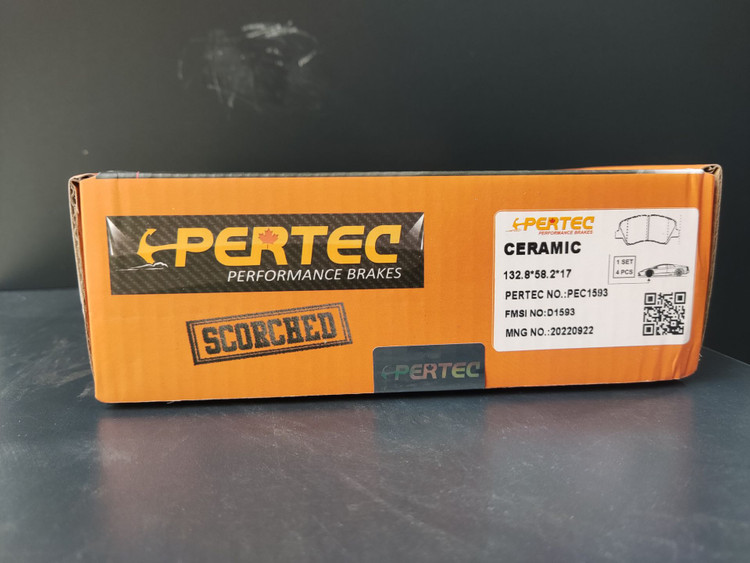 PERTEC
PERFORMANCE BRAKES
SCORCHED
PERTEC
PERTEC
PERFORMANCE BRAKES
CERAMIC
132.8*58.2*17
PERTEC NO.:PEC1593
FMSI NO:D1593
MNG NO.:20220922
1 SET
4 PCS